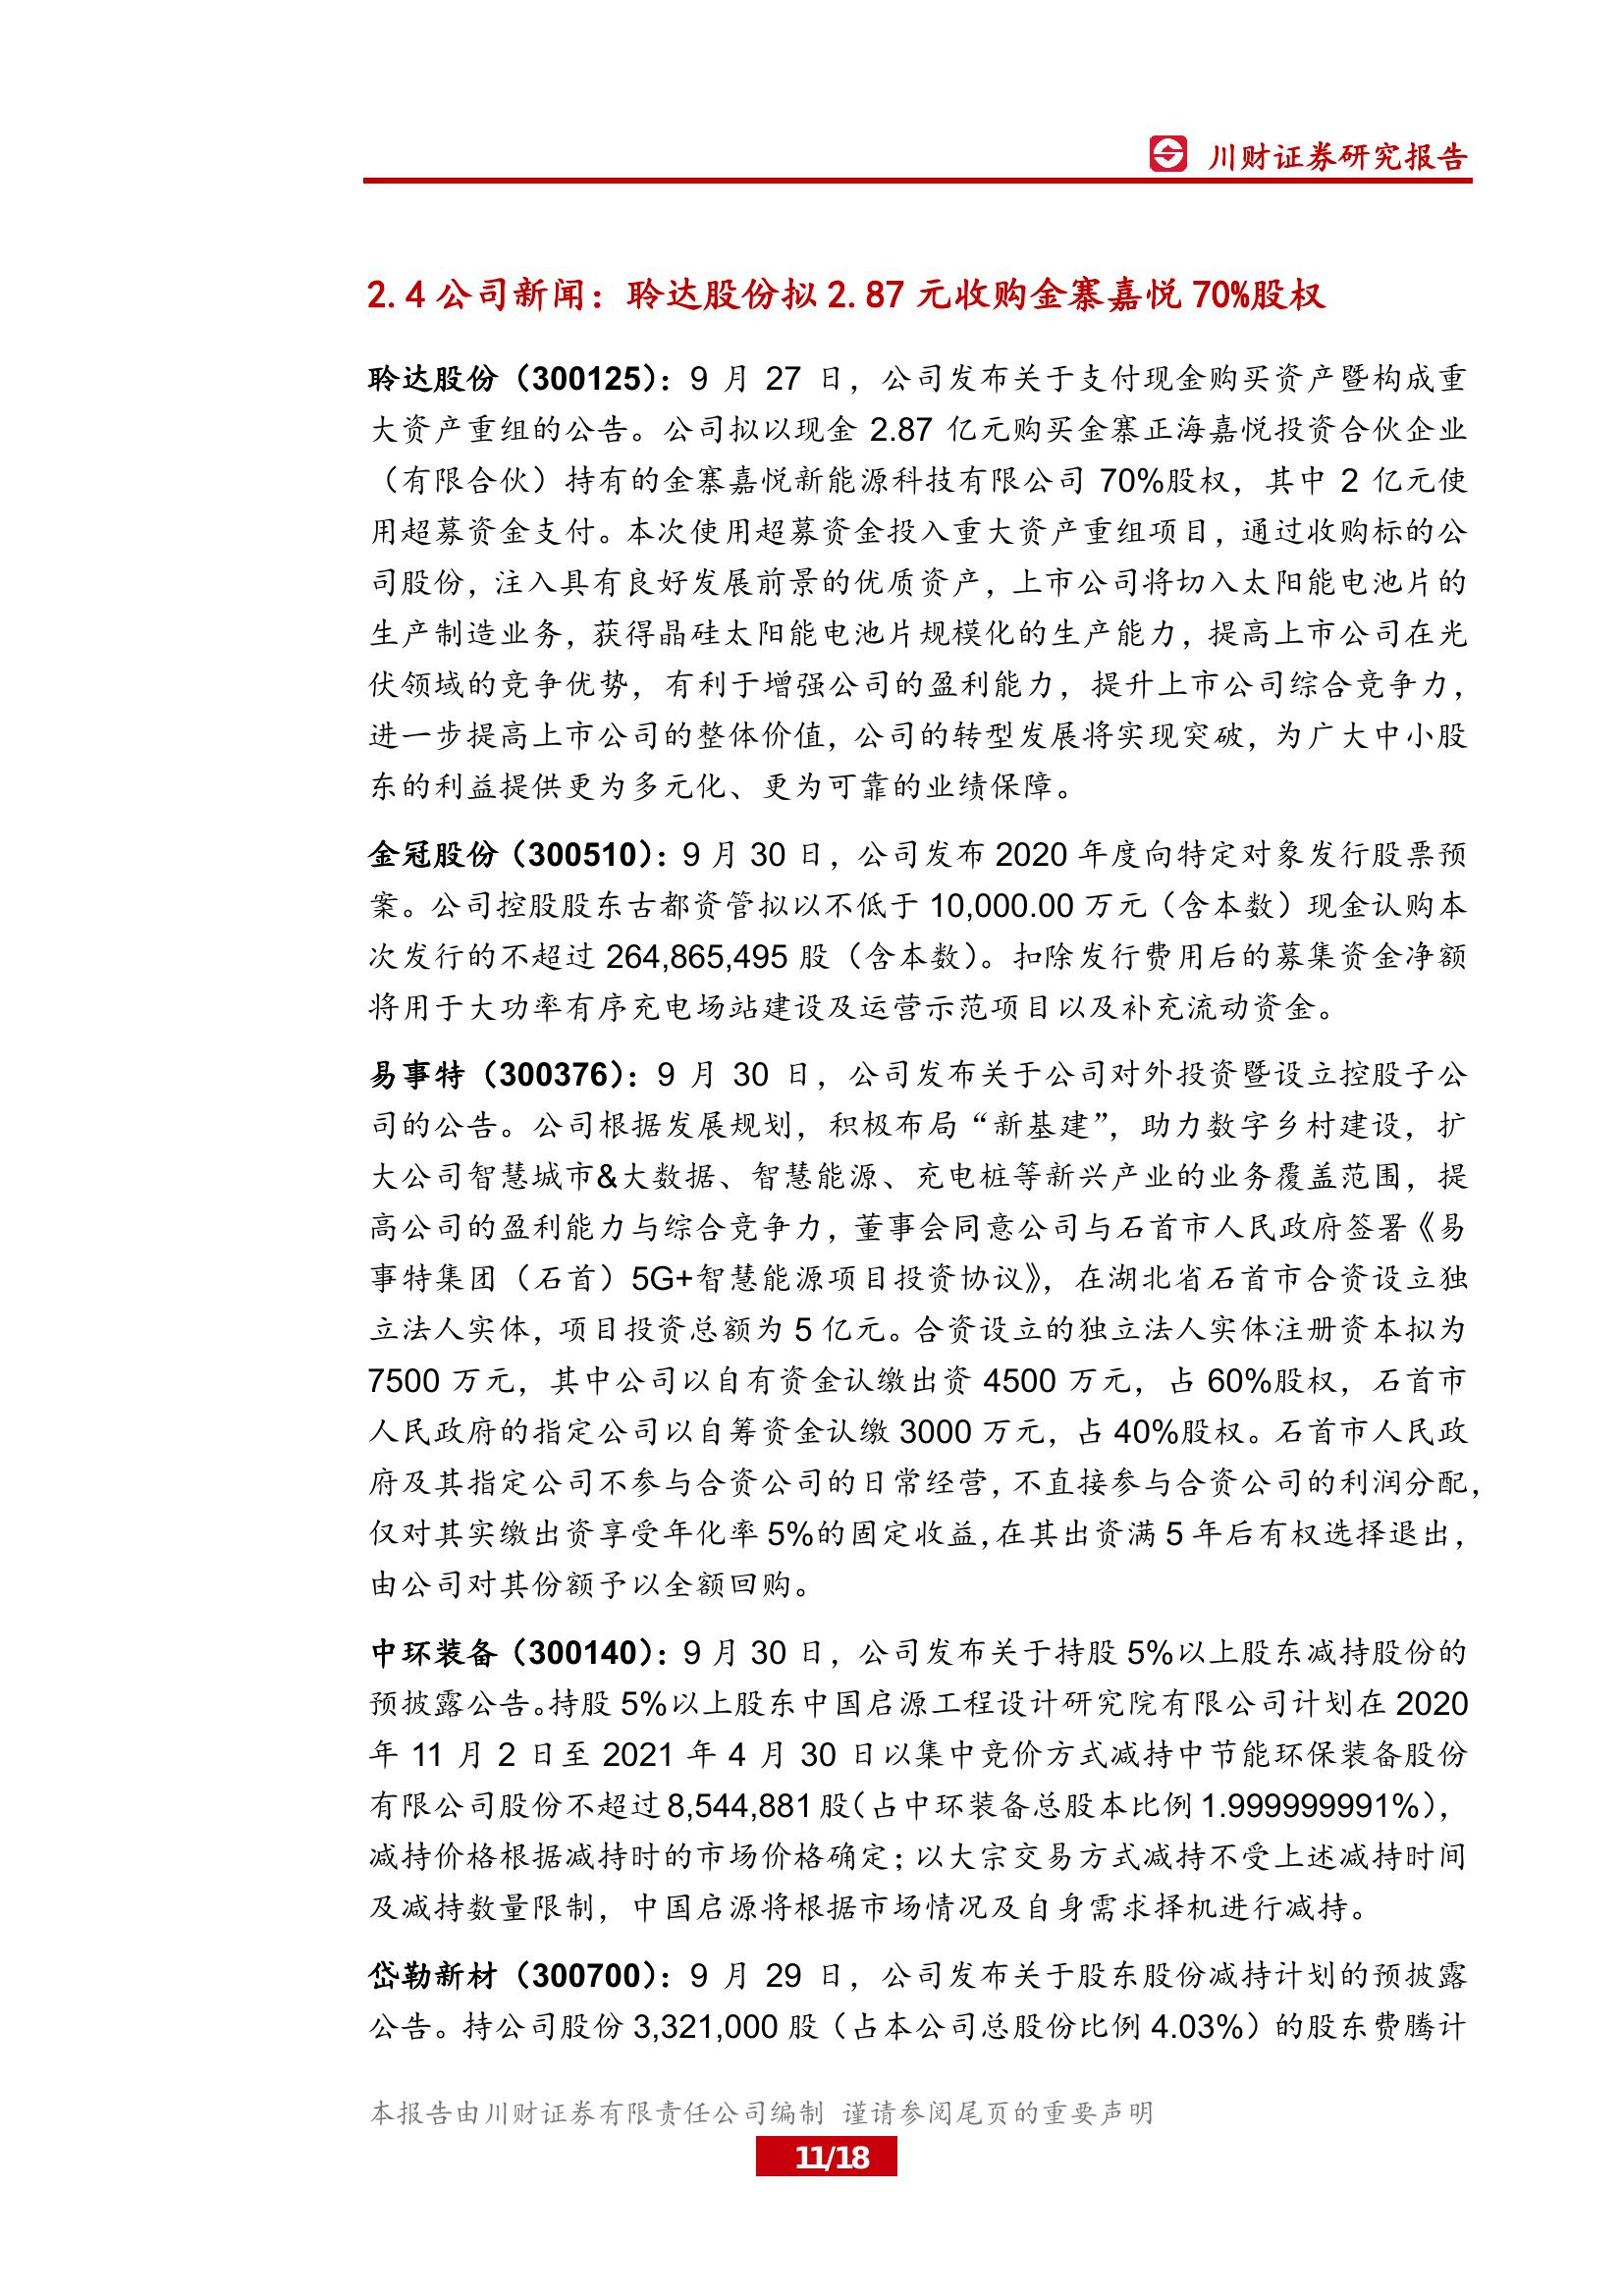 川财证券研究报告
2.4 公司新闻：聆达股份拟 2.87 元收购金寨嘉悦 70%股权
聆达股份（300125）：9 月 27 日，公司发布关于支付现金购买资产暨构成重
大资产重组的公告。公司拟以现金 2.87 亿元购买金寨正海嘉悦投资合伙企业
（有限合伙）持有的金寨嘉悦新能源科技有限公司 70%股权，其中 2 亿元使
用超募资金支付。本次使用超募资金投入重大资产重组项目，通过收购标的公
司股份，注入具有良好发展前景的优质资产，上市公司将切入太阳能电池片的
生产制造业务，获得晶硅太阳能电池片规模化的生产能力，提高上市公司在光
伏领域的竞争优势，有利于增强公司的盈利能力，提升上市公司综合竞争力，
进一步提高上市公司的整体价值，公司的转型发展将实现突破，为广大中小股
东的利益提供更为多元化、更为可靠的业绩保障。
金冠股份（300510）：9 月 30 日，公司发布 2020 年度向特定对象发行股票预
案。公司控股股东古都资管拟以不低于 10,000.00 万元（含本数）现金认购本
次发行的不超过 264,865,495 股（含本数）。扣除发行费用后的募集资金净额
将用于大功率有序充电场站建设及运营示范项目以及补充流动资金。
易事特（300376）：9 月 30 日，公司发布关于公司对外投资暨设立控股子公
司的公告。公司根据发展规划，积极布局“新基建”，助力数字乡村建设，扩
大公司智慧城市&大数据、智慧能源、充电桩等新兴产业的业务覆盖范围，提
高公司的盈利能力与综合竞争力，董事会同意公司与石首市人民政府签署《易
事特集团（石首）5G+智慧能源项目投资协议》，在湖北省石首市合资设立独
立法人实体，项目投资总额为 5 亿元。合资设立的独立法人实体注册资本拟为
7500 万元，其中公司以自有资金认缴出资 4500 万元，占 60%股权，石首市
人民政府的指定公司以自筹资金认缴 3000 万元，占 40%股权。石首市人民政
府及其指定公司不参与合资公司的日常经营，不直接参与合资公司的利润分配，
仅对其实缴出资享受年化率 5%的固定收益，在其出资满 5 年后有权选择退出，
由公司对其份额予以全额回购。
中环装备（300140）：9 月 30 日，公司发布关于持股 5%以上股东减持股份的
预披露公告。持股 5%以上股东中国启源工程设计研究院有限公司计划在 2020
年 11 月 2 日至 2021 年 4 月 30 日以集中竞价方式减持中节能环保装备股份
有限公司股份不超过 8,544,881 股（占中环装备总股本比例 1.999999991%），
减持价格根据减持时的市场价格确定；以大宗交易方式减持不受上述减持时间
及减持数量限制，中国启源将根据市场情况及自身需求择机进行减持。
岱勒新材（300700）：9 月 29 日，公司发布关于股东股份减持计划的预披露
公告。持公司股份 3,321,000 股（占本公司总股份比例 4.03%）的股东费腾计
本报告由川财证券有限责任公司编制 谨请参阅尾页的重要声明
11/18